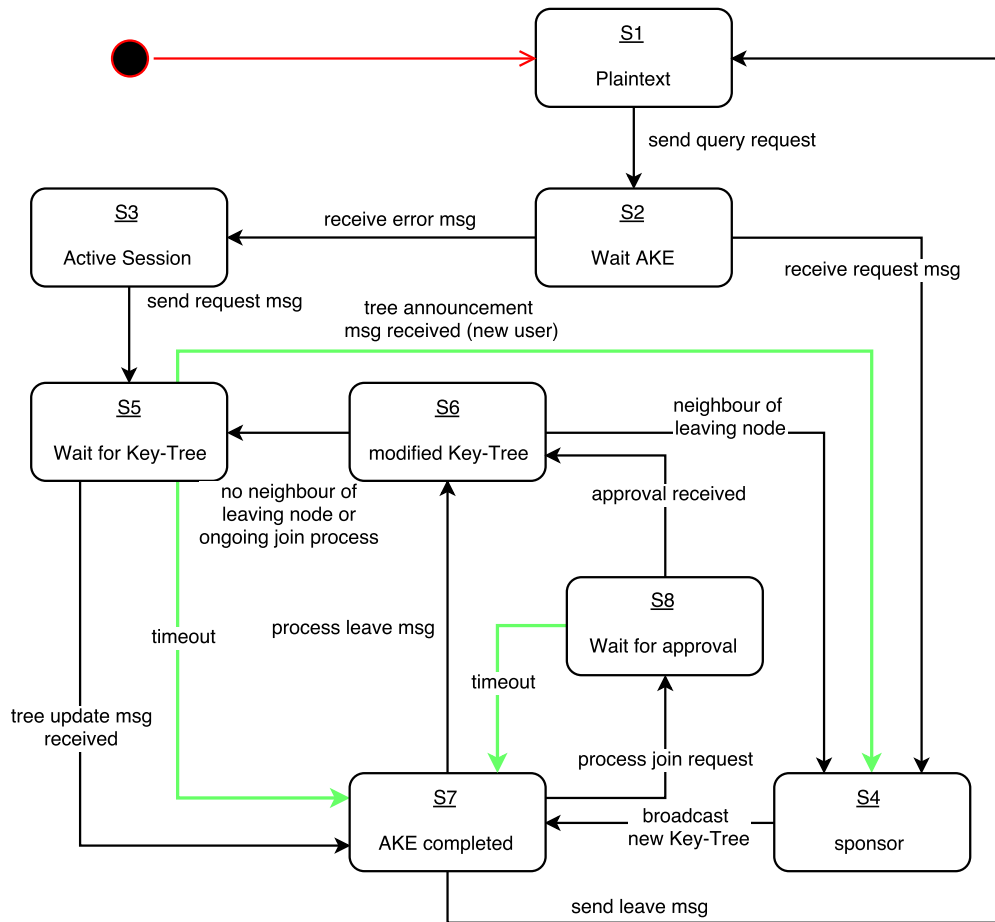 S1
Plaintext
send query request
S3
Active Session
receive error msg
S2
Wait AKE
receive request msg
send request msg
tree announcement
msg received (new user)
S5
Wait for Key-Tree
S6
modified Key-Tree
neighbour of
leaving node
no neighbour of
leaving node or
ongoing join process
approval received
S8
Wait for approval
timeout
process leave msg
timeout
tree update msg
received
process join request
S7
AKE completed
broadcast
new Key-Tree
S4
sponsor
send leave msg